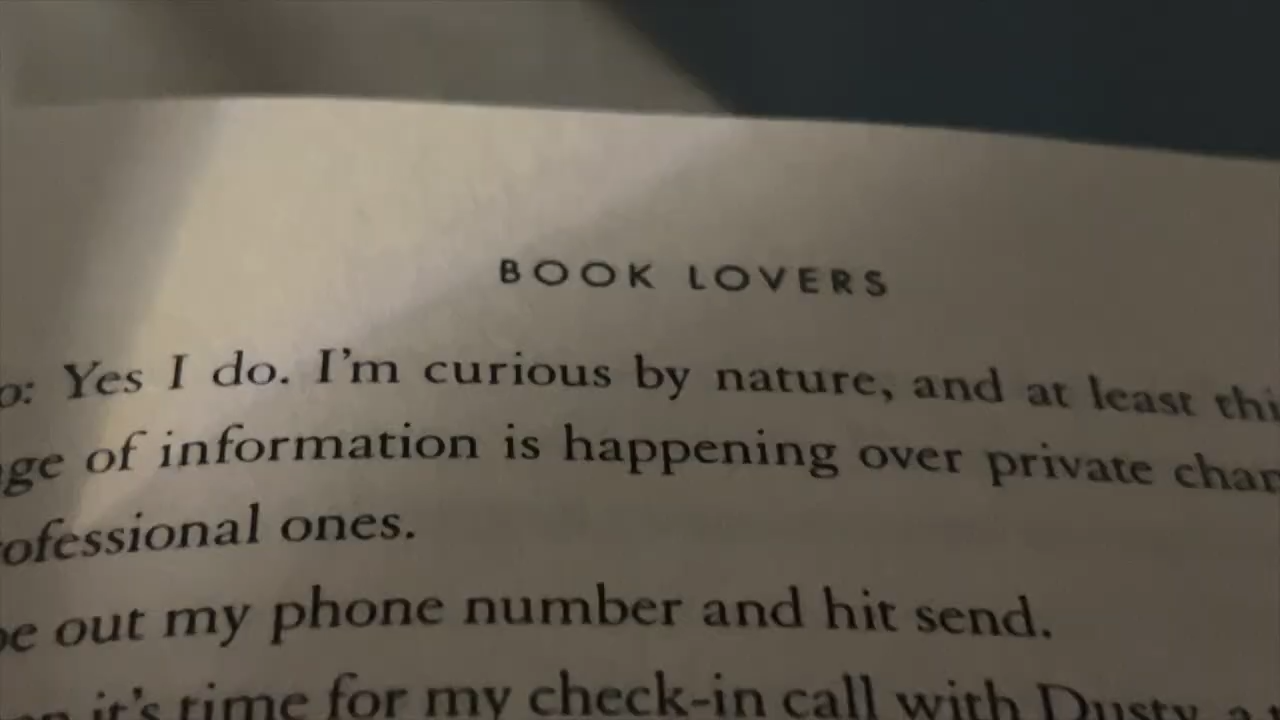 BOOK LOVERS
Yes I do. I'm curious by nature, and at least
of information is happening over private
ones.
out my phone number and hit send.
it's time for my check-in call with Dusty, a